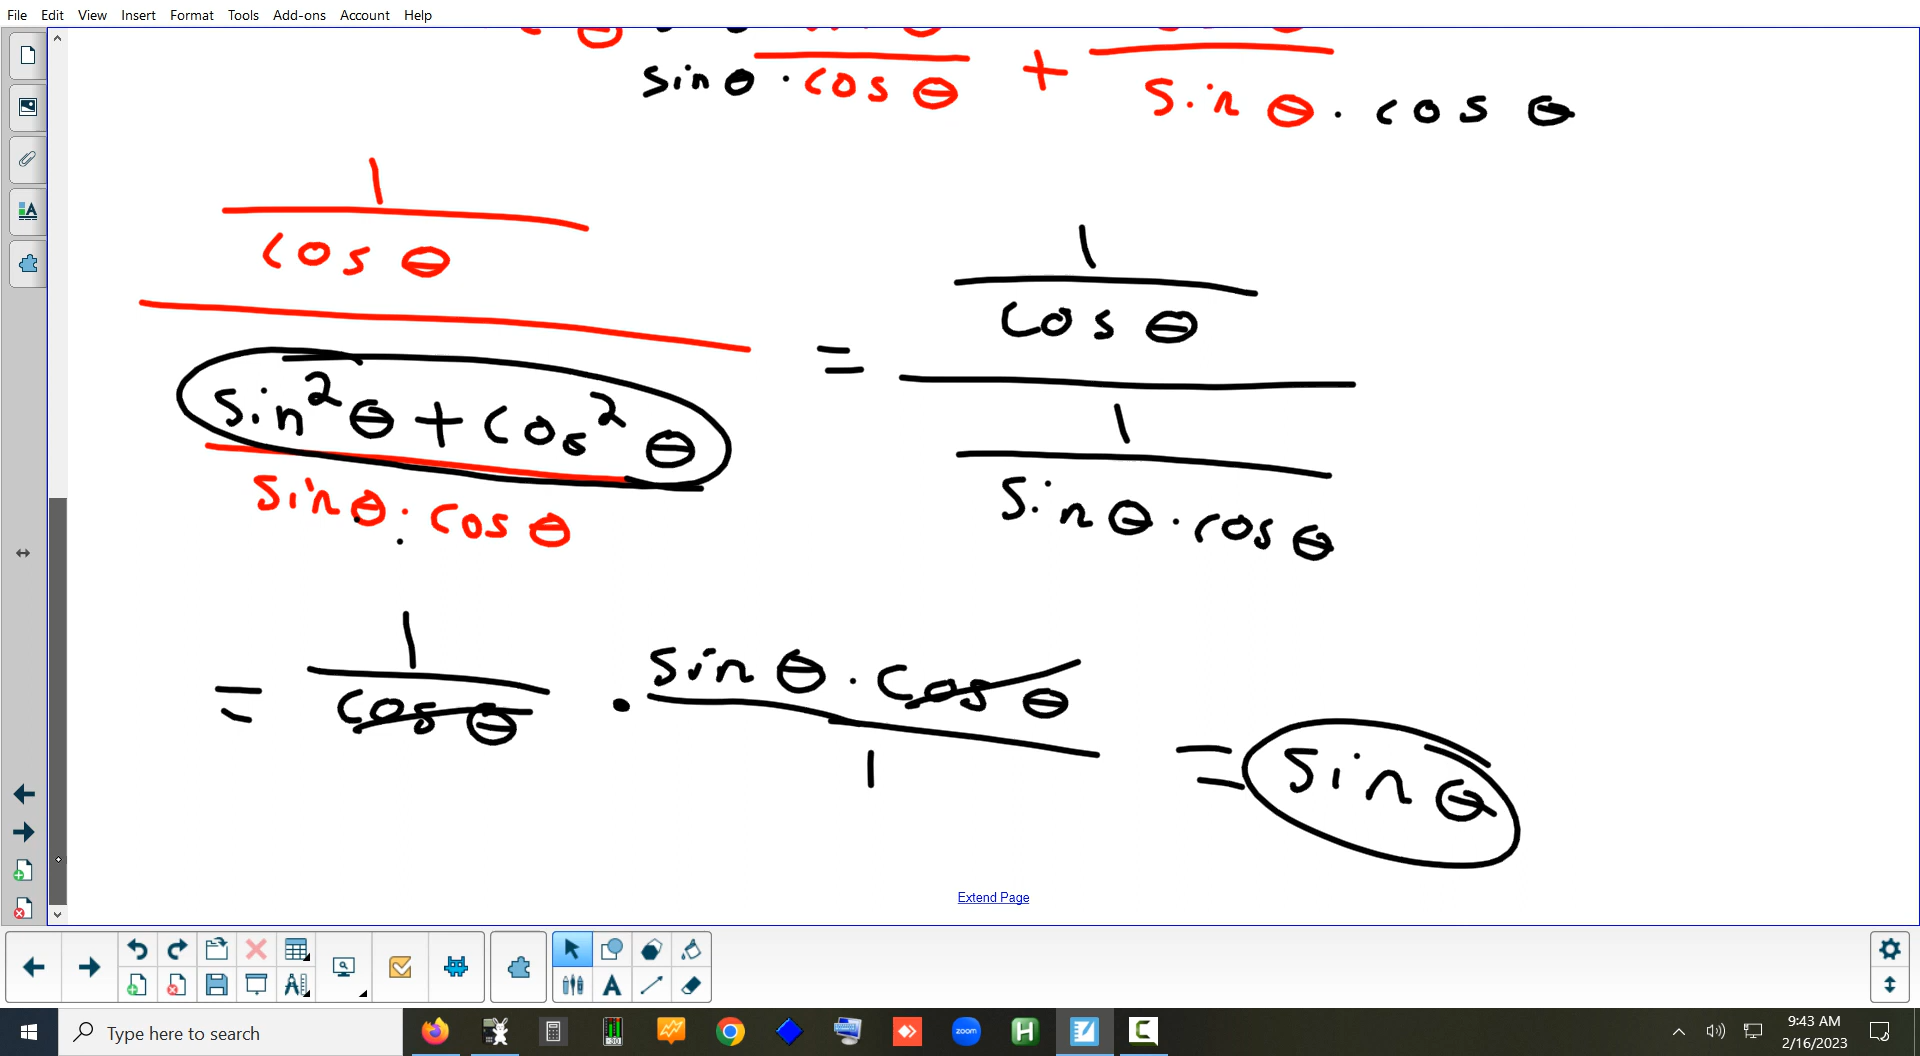 File Edit View Insert Format Tools Add-ons Account Help
sin θ · cos θ + sin θ · cos θ
1
cos θ
sin²θ + cos²θ
sin θ · cos θ
=
1
cos θ
1
sin θ · cos θ
= 1/cos θ · sin θ · cos θ/1 = sin θ
Extend Page
Type here to search
zoom
9:43 AM
2/16/2023